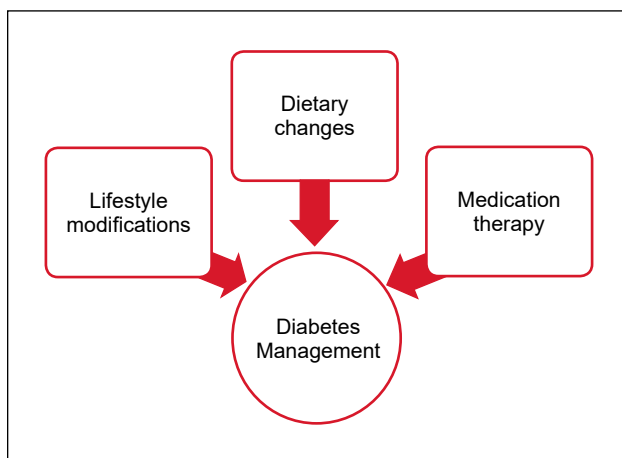 Dietary
changes
Lifestyle
modifications
Medication
therapy
Diabetes
Management